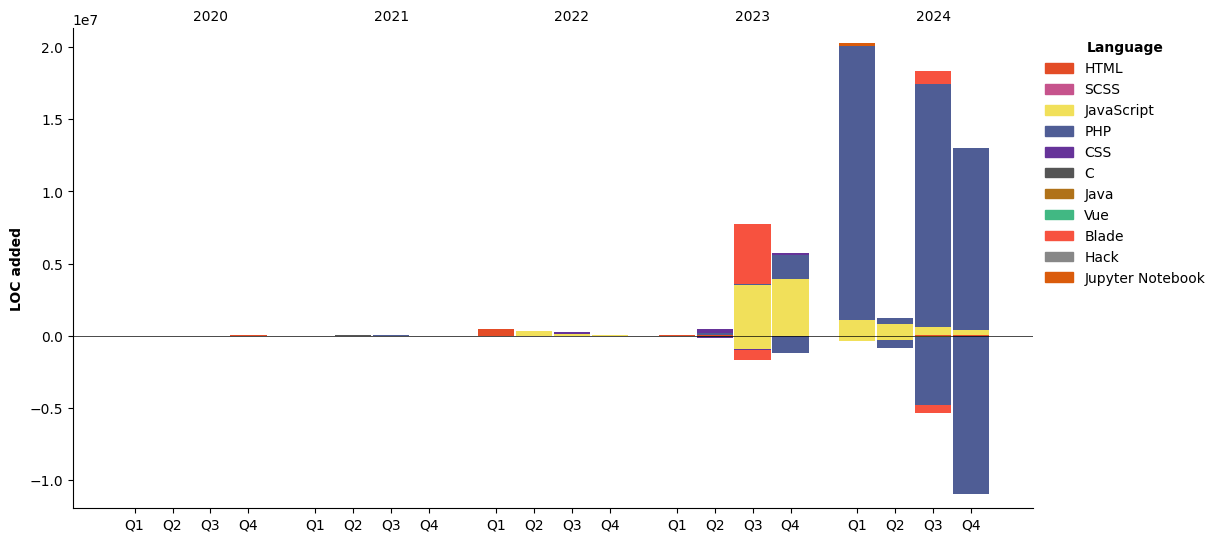 2020 2021 2022 2023 2024
1e7
2.0
1.5
1.0
0.5
0.0
−0.5
−1.0
LOC added
Q1 Q2 Q3 Q4 Q1 Q2 Q3 Q4 Q1 Q2 Q3 Q4 Q1 Q2 Q3 Q4 Q1 Q2 Q3 Q4
Language
HTML
SCSS
JavaScript
PHP
CSS
C
Java
Vue
Blade
Hack
Jupyter Notebook